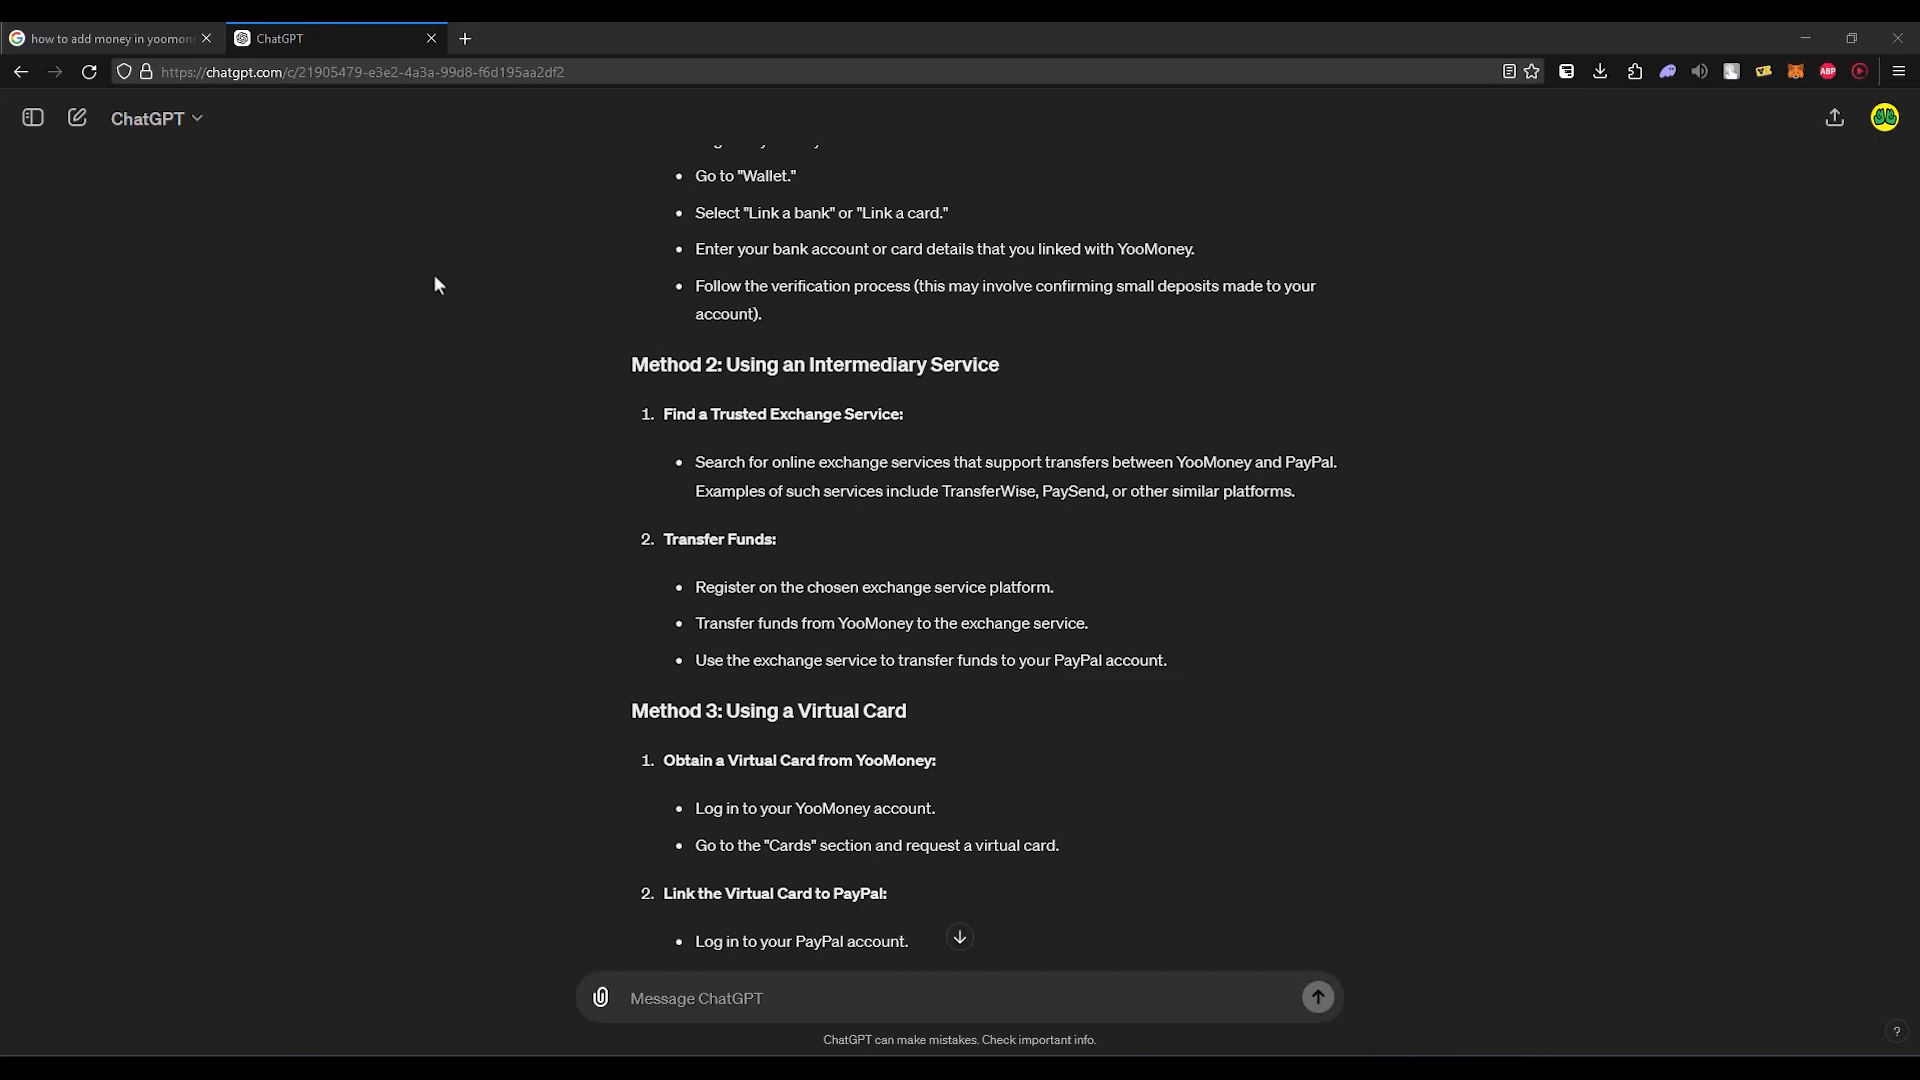 how to add money in yoomon
ChatGPT
https://chatgpt.com/c/21905479-e3e2-4a3a-99d8-f6d195aa2df2
ABP
ChatGPT
• Go to "Wallet."
• Select "Link a bank" or "Link a card."
• Enter your bank account or card details that you linked with YooMoney.
• Follow the verification process (this may involve confirming small deposits made to your
account).
Method 2: Using an Intermediary Service
1. Find a Trusted Exchange Service:
• Search for online exchange services that support transfers between YooMoney and PayPal.
Examples of such services include TransferWise, PaySend, or other similar platforms.
2. Transfer Funds:
• Register on the chosen exchange service platform.
• Transfer funds from YooMoney to the exchange service.
• Use the exchange service to transfer funds to your PayPal account.
Method 3: Using a Virtual Card
1. Obtain a Virtual Card from YooMoney:
• Log in to your YooMoney account.
• Go to the "Cards" section and request a virtual card.
2. Link the Virtual Card to PayPal:
• Log in to your PayPal account.
Message ChatGPT
ChatGPT can make mistakes. Check important info.
?